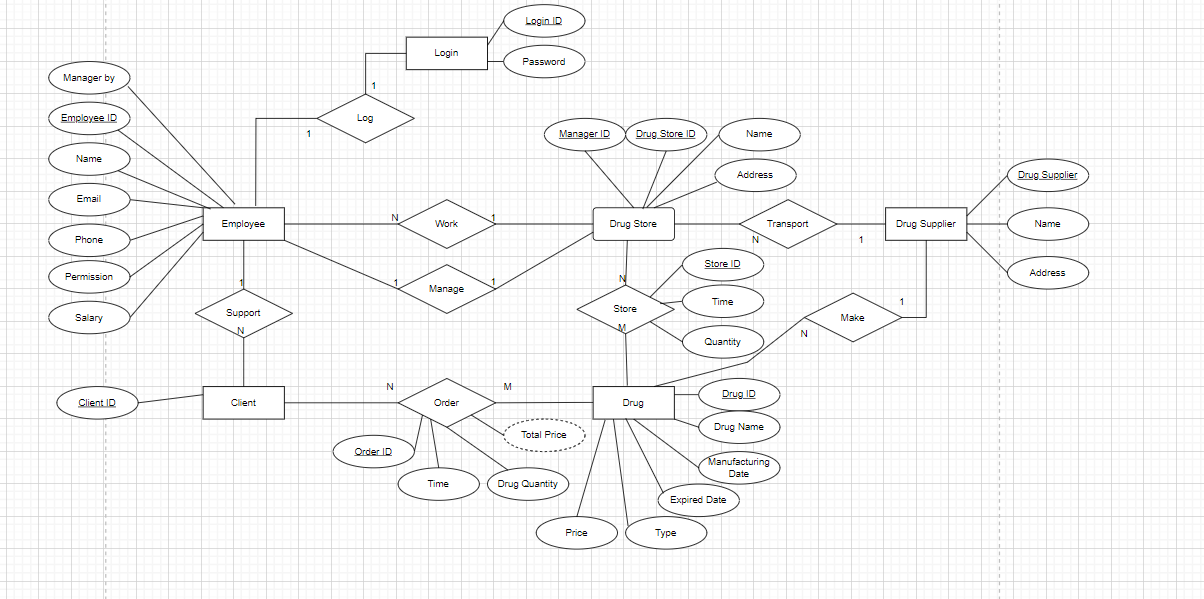 Login ID
Login
Password
Manager by
1
Employee ID
Log
1
Manager ID
Drug Store ID
Name
Name
Email
Address
Drug Supplier
Employee
N
Work
1
Drug Store
Transport
Drug Supplier
Name
Phone
N
1
Permission
1
1
Manage
1
N
Store ID
Address
Salary
Support
N
Store
M
Time
Quantity
Make
1
N
Client ID
Client
N
Order
M
Drug
Drug ID
Drug Name
Total Price
Order ID
Time
Drug Quantity
Manufacturing
Date
Expired Date
Price
Type